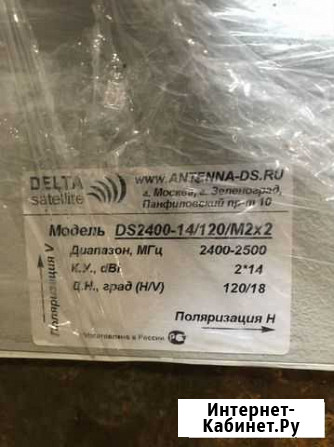 DELTA
satellite
www.ANTENNA-DS.RU
г. Москва, г. Зеленоград,
Панфиловский пр-т 10
Модель DS2400-14/120/M2x2
Диапазон, МГц 2400-2500
К.У., dBi 2*14
Д.Н., град (H/V) 120/18
Поляризация V
Поляризация H
Изготовлено в России
Интернет-
Кабинет.Ру